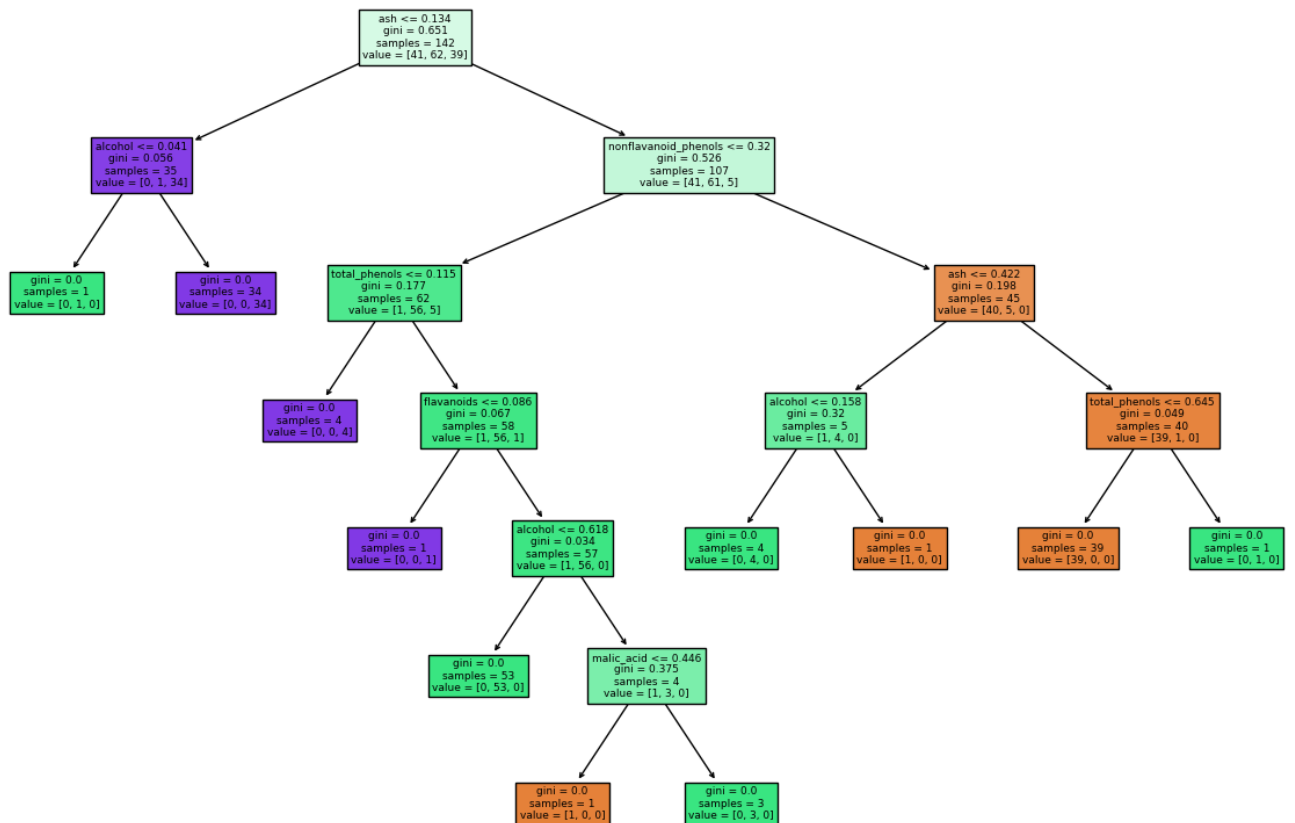 ash <= 0.134
gini = 0.651
samples = 142
value = [41, 62, 39]
alcohol <= 0.041
gini = 0.056
samples = 35
value = [0, 1, 34]
nonflavanoid_phenols <= 0.32
gini = 0.526
samples = 107
value = [41, 61, 5]
gini = 0.0
samples = 1
value = [0, 1, 0]
gini = 0.0
samples = 34
value = [0, 0, 34]
total_phenols <= 0.115
gini = 0.177
samples = 62
value = [1, 56, 5]
ash <= 0.422
gini = 0.198
samples = 45
value = [40, 5, 0]
gini = 0.0
samples = 4
value = [0, 0, 4]
flavanoids <= 0.086
gini = 0.067
samples = 58
value = [1, 56, 1]
alcohol <= 0.158
gini = 0.32
samples = 5
value = [1, 4, 0]
total_phenols <= 0.645
gini = 0.049
samples = 40
value = [39, 1, 0]
gini = 0.0
samples = 1
value = [0, 0, 1]
alcohol <= 0.618
gini = 0.034
samples = 57
value = [1, 56, 0]
gini = 0.0
samples = 4
value = [0, 4, 0]
gini = 0.0
samples = 1
value = [1, 0, 0]
gini = 0.0
samples = 39
value = [39, 0, 0]
gini = 0.0
samples = 1
value = [0, 1, 0]
gini = 0.0
samples = 53
value = [0, 53, 0]
malic_acid <= 0.446
gini = 0.375
samples = 4
value = [1, 3, 0]
gini = 0.0
samples = 1
value = [1, 0, 0]
gini = 0.0
samples = 3
value = [0, 3, 0]